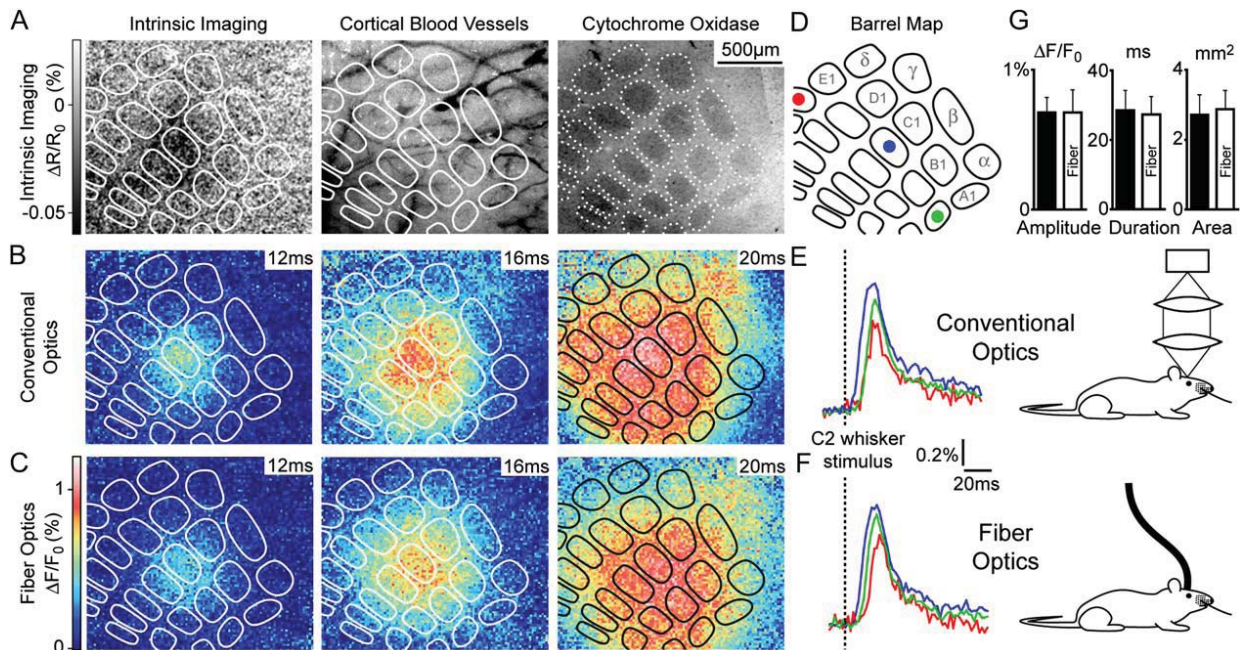 A
Intrinsic Imaging
Cortical Blood Vessels
Cytochrome Oxidase
500µm
Intrinsic Imaging
ΔR/R0 (%)
0
-0.05
D
Barrel Map
E1
δ
γ
D1
C1
β
B1
α
A1
G
ΔF/F0
ms
mm2
1%
0
40
20
0
4
2
0
Fiber
Fiber
Fiber
Amplitude
Duration
Area
B
Conventional
Optics
12ms
16ms
20ms
E
Conventional
Optics
C
Fiber Optics
ΔF/F0 (%)
1
0
12ms
16ms
20ms
C2 whisker
stimulus
0.2%
20ms
F
Fiber
Optics